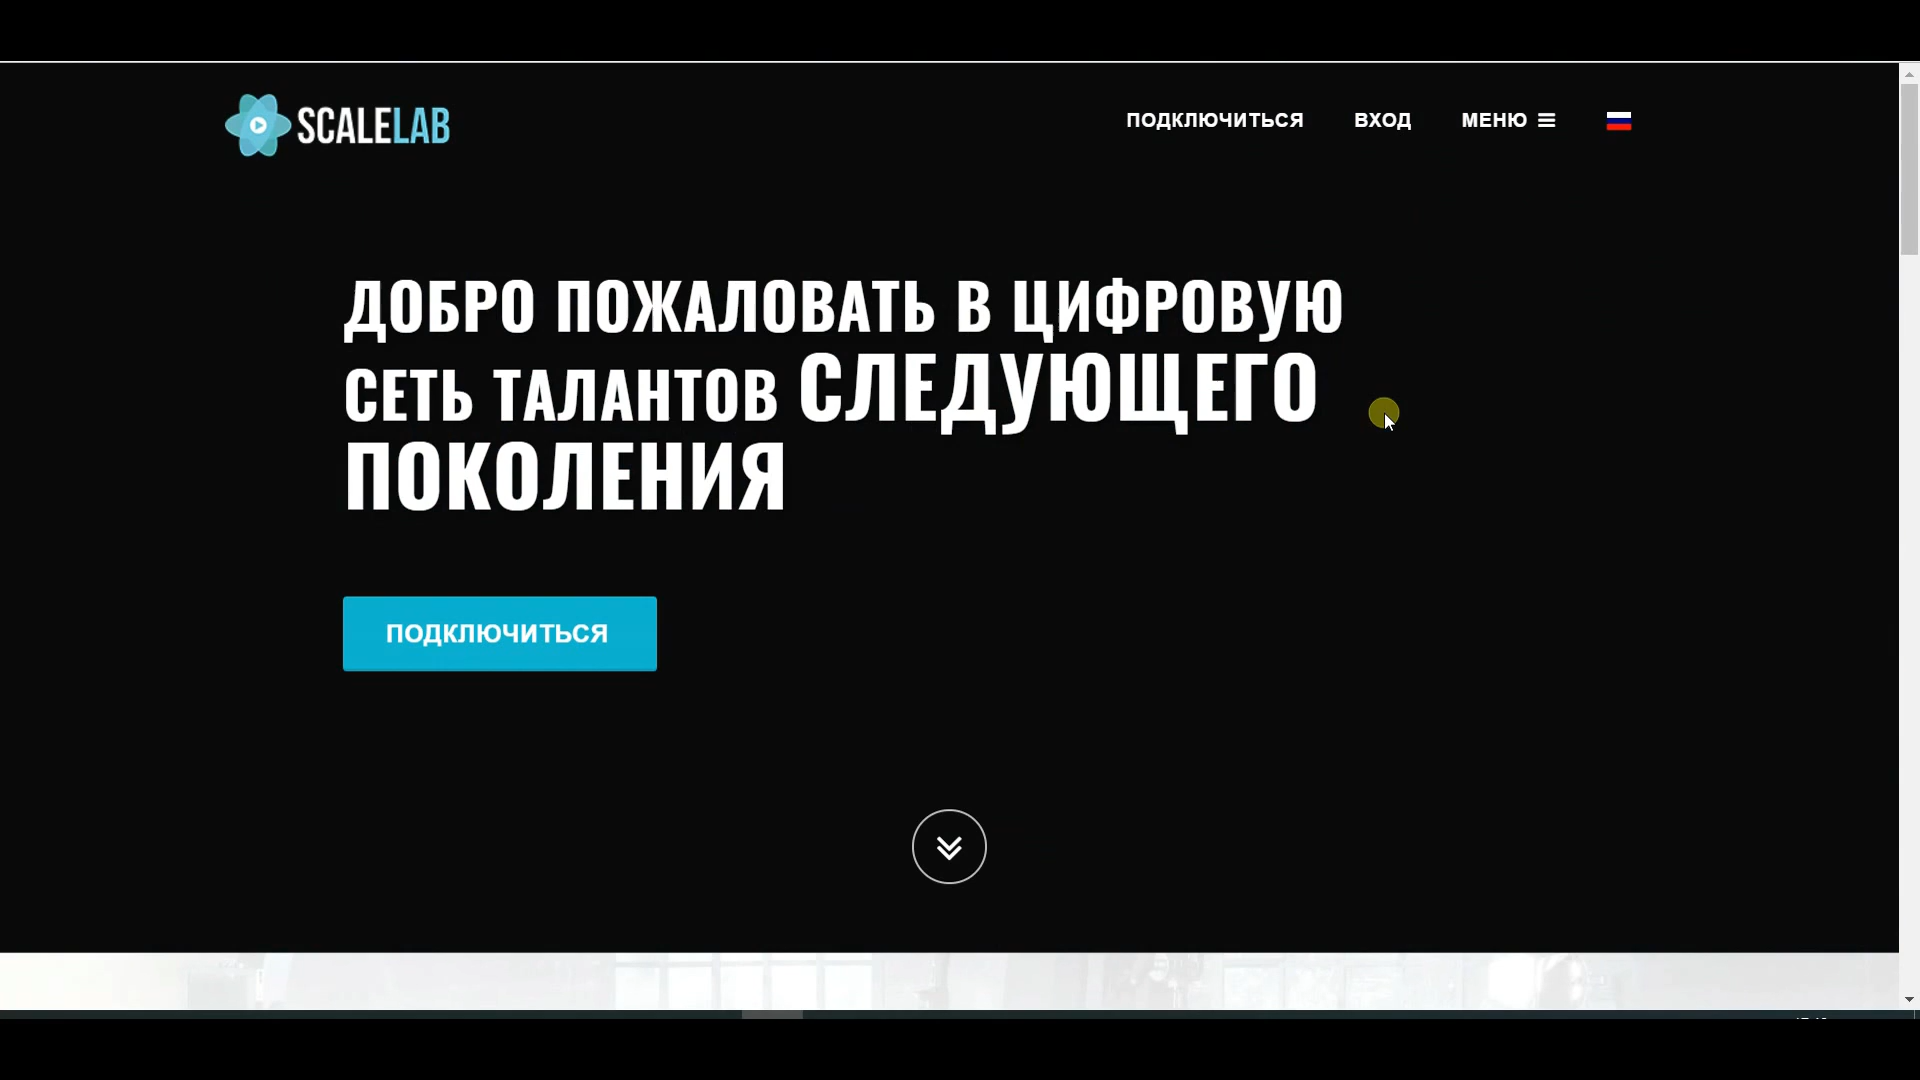 SCALELAB
ПОДКЛЮЧИТЬСЯ ВХОД МЕНЮ
ДОБРО ПОЖАЛОВАТЬ В ЦИФРОВУЮ
СЕТЬ ТАЛАНТОВ СЛЕДУЮЩЕГО
ПОКОЛЕНИЯ
ПОДКЛЮЧИТЬСЯ